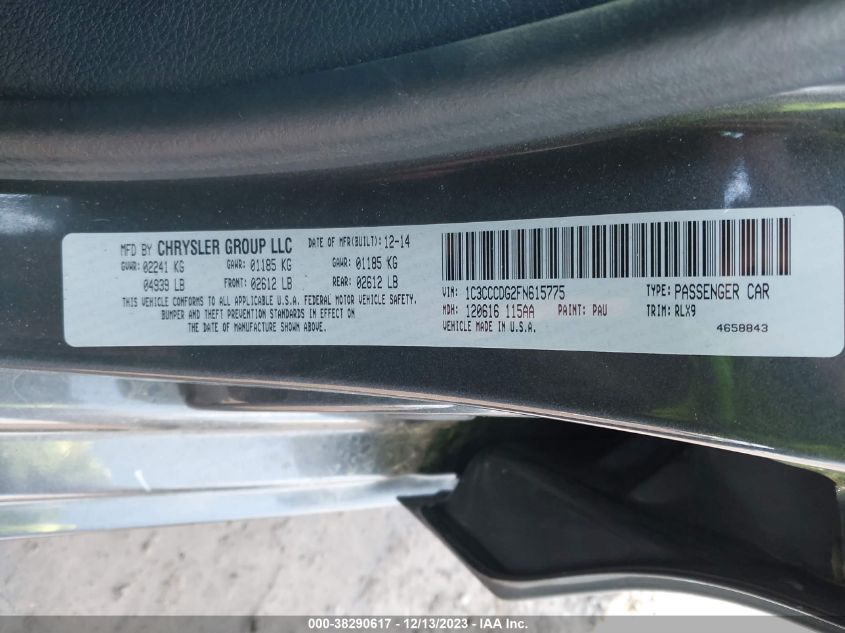 MFD BY CHRYSLER GROUP LLC DATE OF MFR(BUILT): 12-14
GVWR: 02241 KG GAWR: 01185 KG GAWR: 01185 KG
04939 LB FRONT: 02612 LB REAR: 02612 LB
THIS VEHICLE CONFORMS TO ALL APPLICABLE U.S.A. FEDERAL MOTOR VEHICLE SAFETY,
BUMPER AND THEFT PREVENTION STANDARDS IN EFFECT ON
THE DATE OF MANUFACTURE SHOWN ABOVE.
VIN: 1C3CCCDG2FN615775 TYPE: PASSENGER CAR
MDH: 120616 115AA PAINT: PAU TRIM: RLX9
VEHICLE MADE IN U.S.A. 4658843
000-38290617 - 12/13/2023 - © IAA Inc.